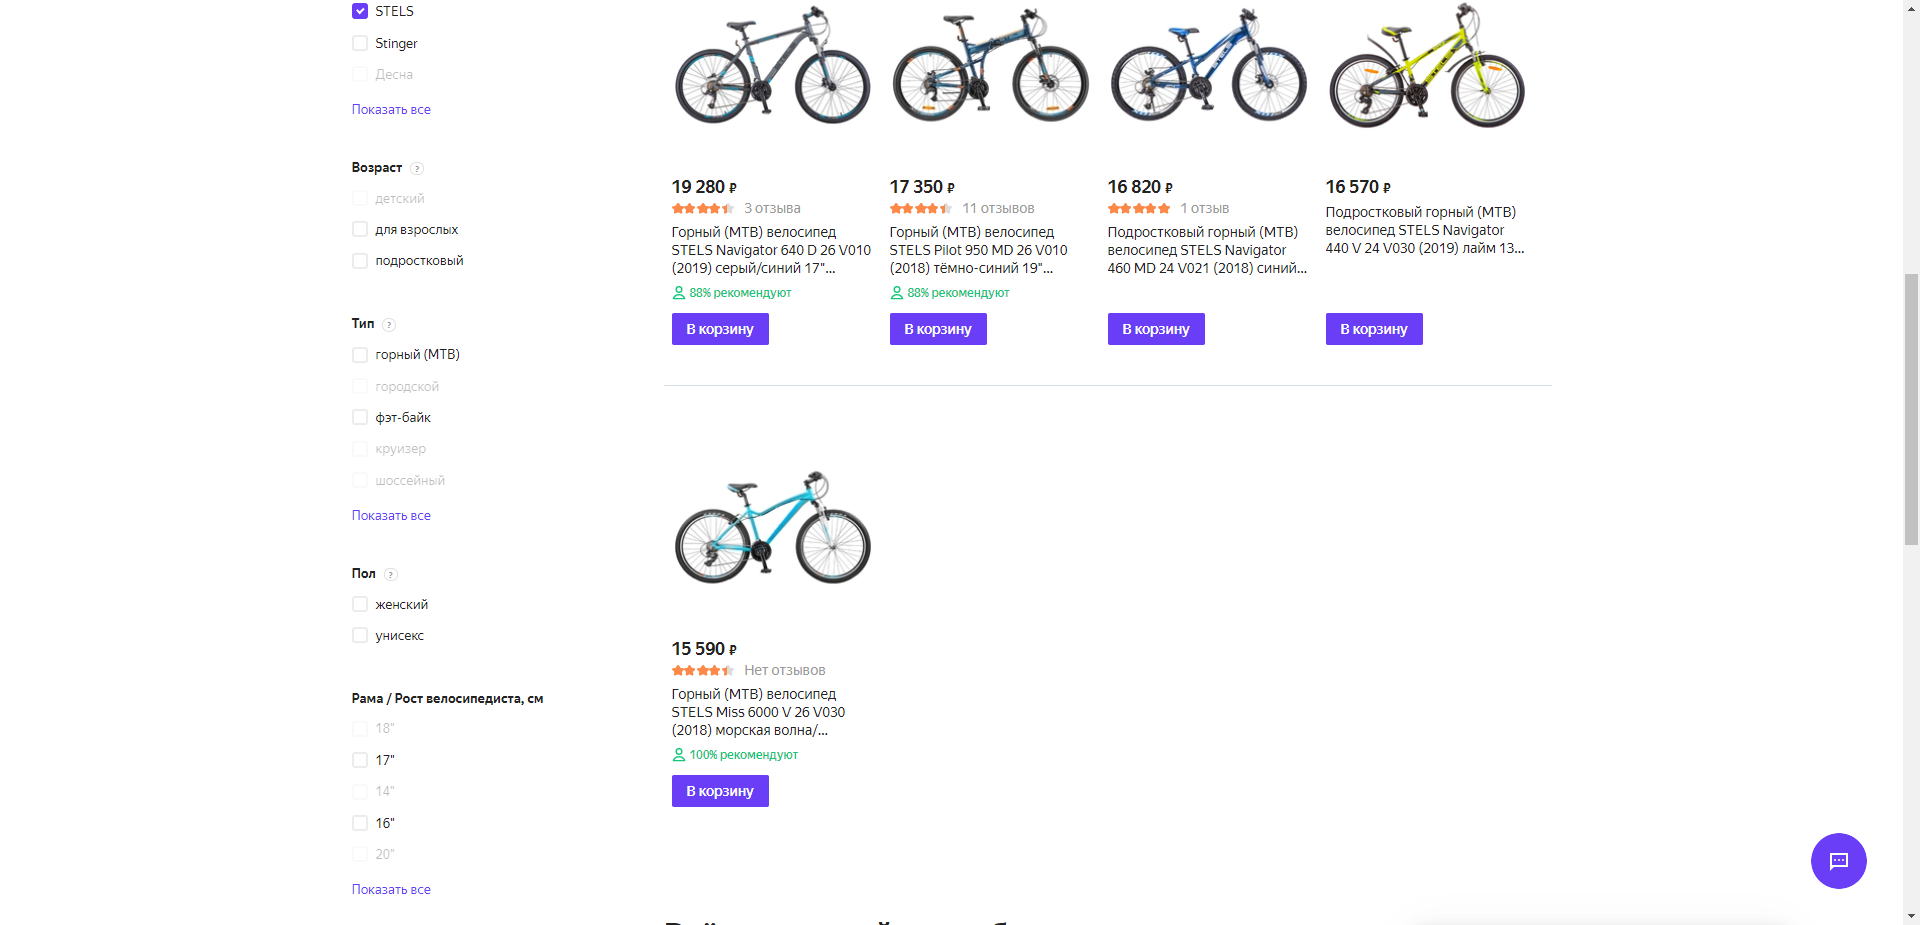 STELS
Stinger
Десна
Показать все
Возраст ?
детский
для взрослых
подростковый
Тип ?
горный (MTB)
городской
фэт-байк
круизер
шоссейный
Показать все
Пол ?
женский
унисекс
Рама / Рост велосипедиста, см
18"
17"
14"
16"
20"
Показать все
19 280 ₽
3 отзыва
Горный (MTB) велосипед
STELS Navigator 640 D 26 V010
(2019) серый/синий 17"...
88% рекомендуют
В корзину
17 350 ₽
11 отзывов
Горный (MTB) велосипед
STELS Pilot 950 MD 26 V010
(2018) тёмно-синий 19"...
88% рекомендуют
В корзину
16 820 ₽
1 отзыв
Подростковый горный (MTB)
велосипед STELS Navigator
460 MD 24 V021 (2018) синий...
В корзину
16 570 ₽
Подростковый горный (MTB)
велосипед STELS Navigator
440 V 24 V030 (2019) лайм 13...
В корзину
15 590 ₽
Нет отзывов
Горный (MTB) велосипед
STELS Miss 6000 V 26 V030
(2018) морская волна/...
100% рекомендуют
В корзину